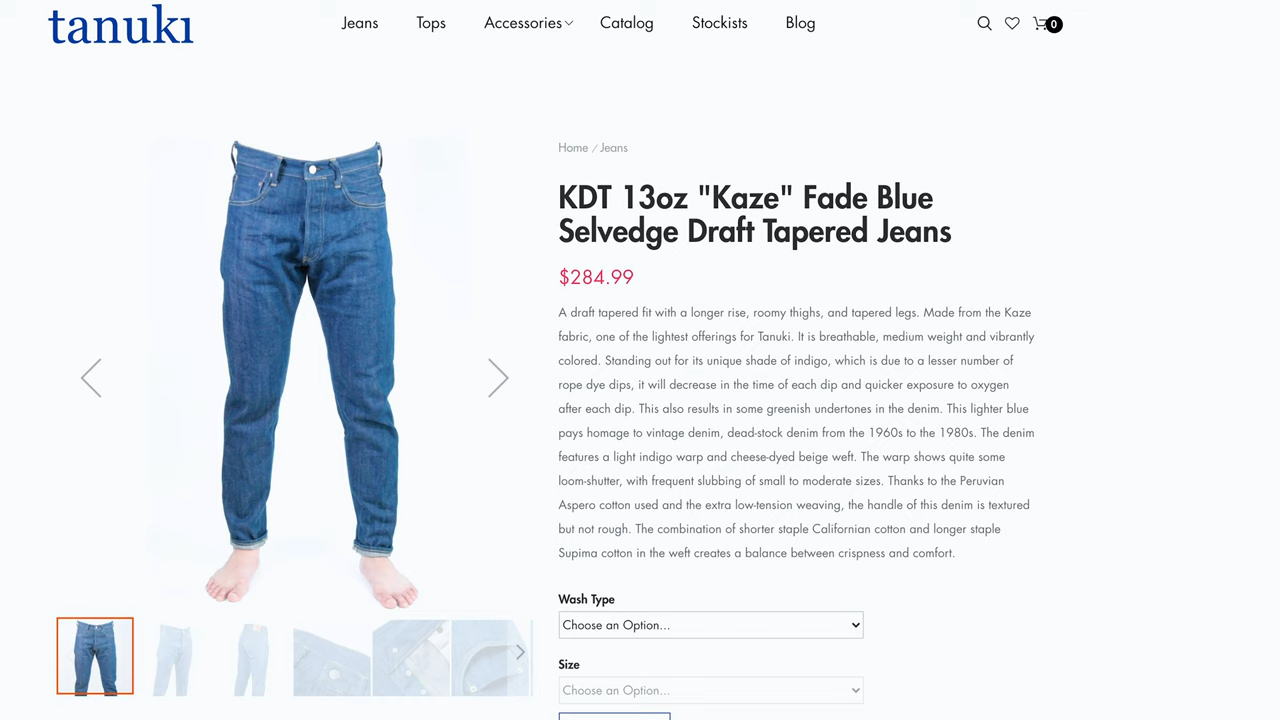 tanuki
Jeans
Tops
Accessories
Catalog
Stockists
Blog
0
Home / Jeans
KDT 13oz "Kaze" Fade Blue
Selvedge Draft Tapered Jeans
$284.99
A draft tapered fit with a longer rise, roomy thighs, and tapered legs. Made from the Kaze
fabric, one of the lightest offerings for Tanuki. It is breathable, medium weight and vibrantly
colored. Standing out for its unique shade of indigo, which is due to a lesser number of
rope dye dips, it will decrease in the time of each dip and quicker exposure to oxygen
after each dip. This also results in some greenish undertones in the denim. This lighter blue
pays homage to vintage denim, dead-stock denim from the 1960s to the 1980s. The denim
features a light indigo warp and cheese-dyed beige weft. The warp shows quite some
loom-shutter, with frequent slubbing of small to moderate sizes. Thanks to the Peruvian
Aspero cotton used and the extra low-tension weaving, the handle of this denim is textured
but not rough. The combination of shorter staple Californian cotton and longer staple
Supima cotton in the weft creates a balance between crispness and comfort.
Wash Type
Choose an Option...
Size
Choose an Option...